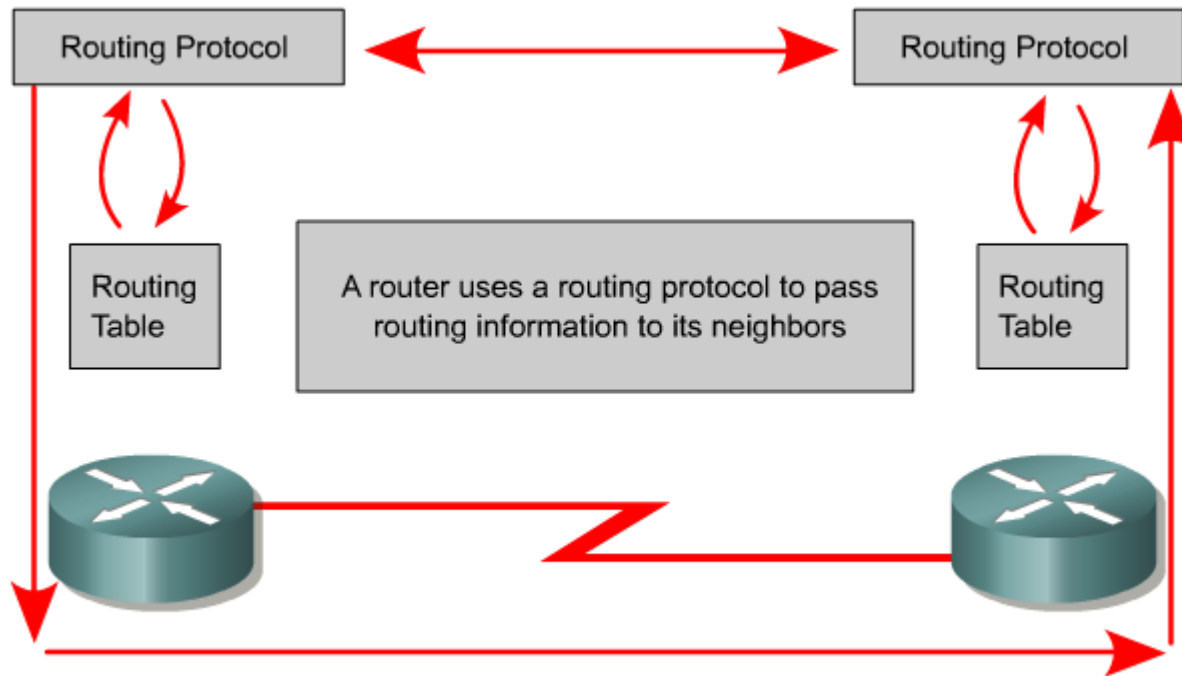 Routing Protocol
Routing Protocol
Routing
Table
A router uses a routing protocol to pass
routing information to its neighbors
Routing
Table